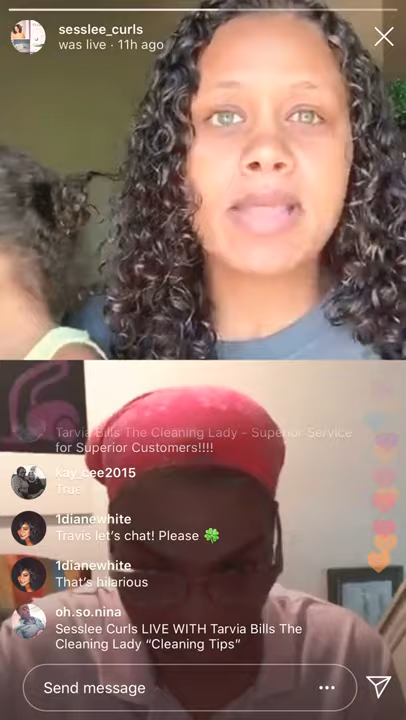 sesslee_curls
was live · 11h ago
Tarvia Bills The Cleaning Lady - Superior Service
for Superior Customers!!!!
kay_cee2015
True
1dianewhite
Travis let's chat! Please 🍀
1dianewhite
That's hilarious
oh.so.nina
Sesslee Curls LIVE WITH Tarvia Bills The
Cleaning Lady “Cleaning Tips”
Send message